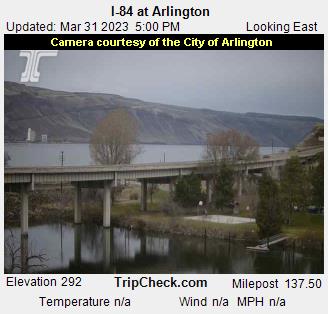 I-84 at Arlington
Updated: Mar 31 2023 5:00 PM Looking East
Camera courtesy of the City of Arlington
Elevation 292 TripCheck.com Milepost 137.50
Temperature n/a Wind n/a MPH n/a